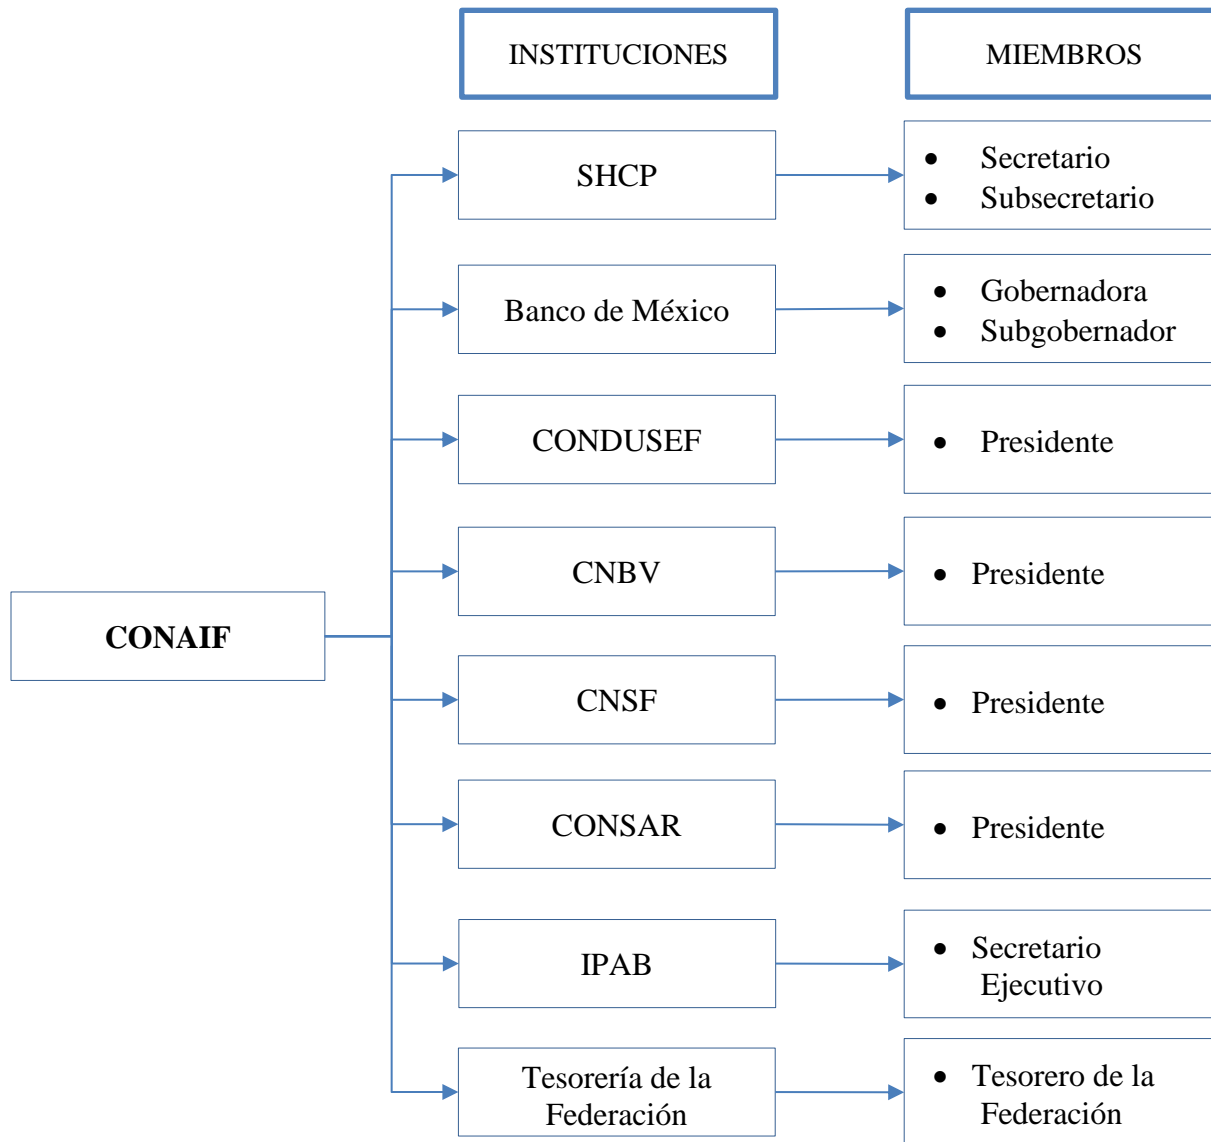 INSTITUCIONES
MIEMBROS
SHCP
• Secretario
• Subsecretario
Banco de México
• Gobernadora
• Subgobernador
CONDUSEF
• Presidente
CNBV
• Presidente
CONAIF
CNSF
• Presidente
CONSAR
• Presidente
IPAB
• Secretario
Ejecutivo
Tesorería de la
Federación
• Tesorero de la
Federación